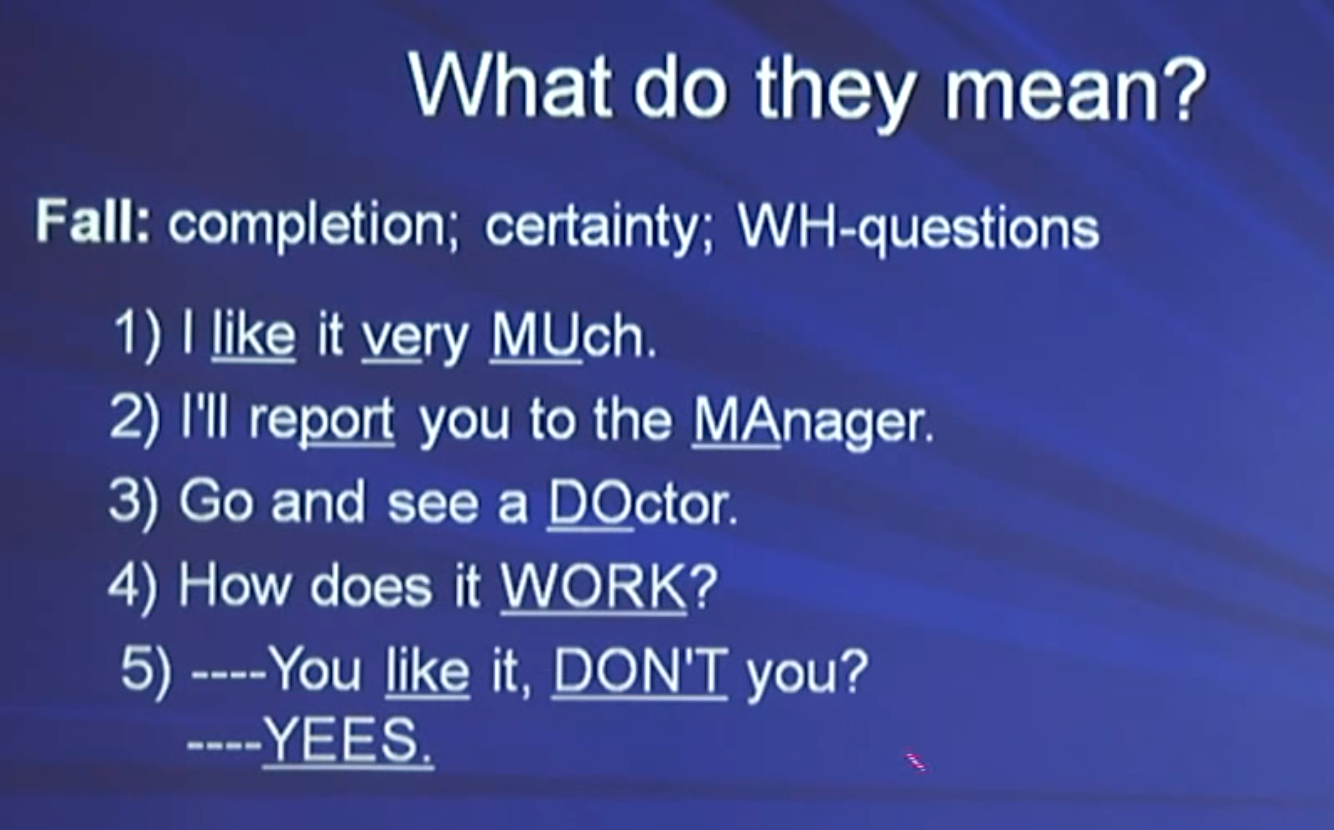 What do they mean?
Fall: completion; certainty; WH-questions
1) I like it very MUch.
2) I'll report you to the MAnager.
3) Go and see a DOctor.
4) How does it WORK?
5) ----You like it, DON'T you?
----YEES.